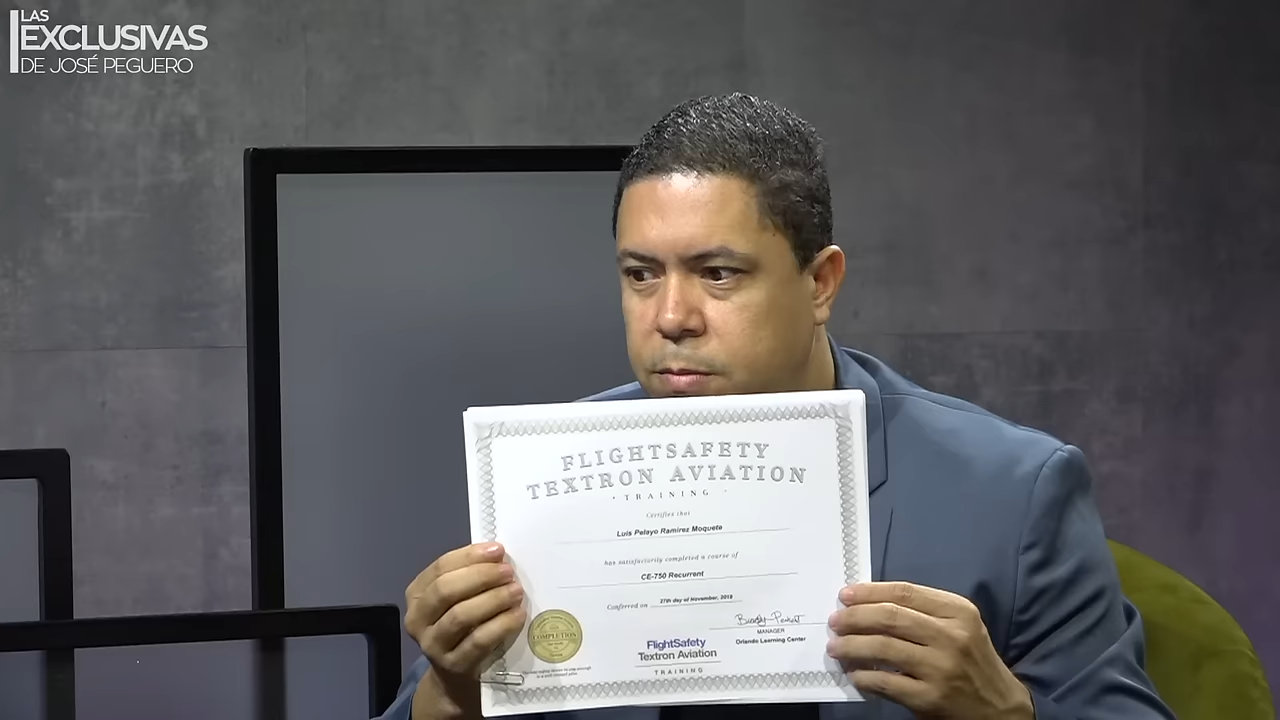 LAS
EXCLUSIVAS
DE JOSÉ PEGUERO
FLIGHTSAFETY
TEXTRON AVIATION
TRAINING
Certifies that
Luis Pelayo Ramirez Moquete
has satisfactorily completed a course of
CE-750 Recurrent
Conferred on 27th day of November, 2018
MANAGER
Orlando Learning Center
COMPLETION
FlightSafety
Textron Aviation
TRAINING